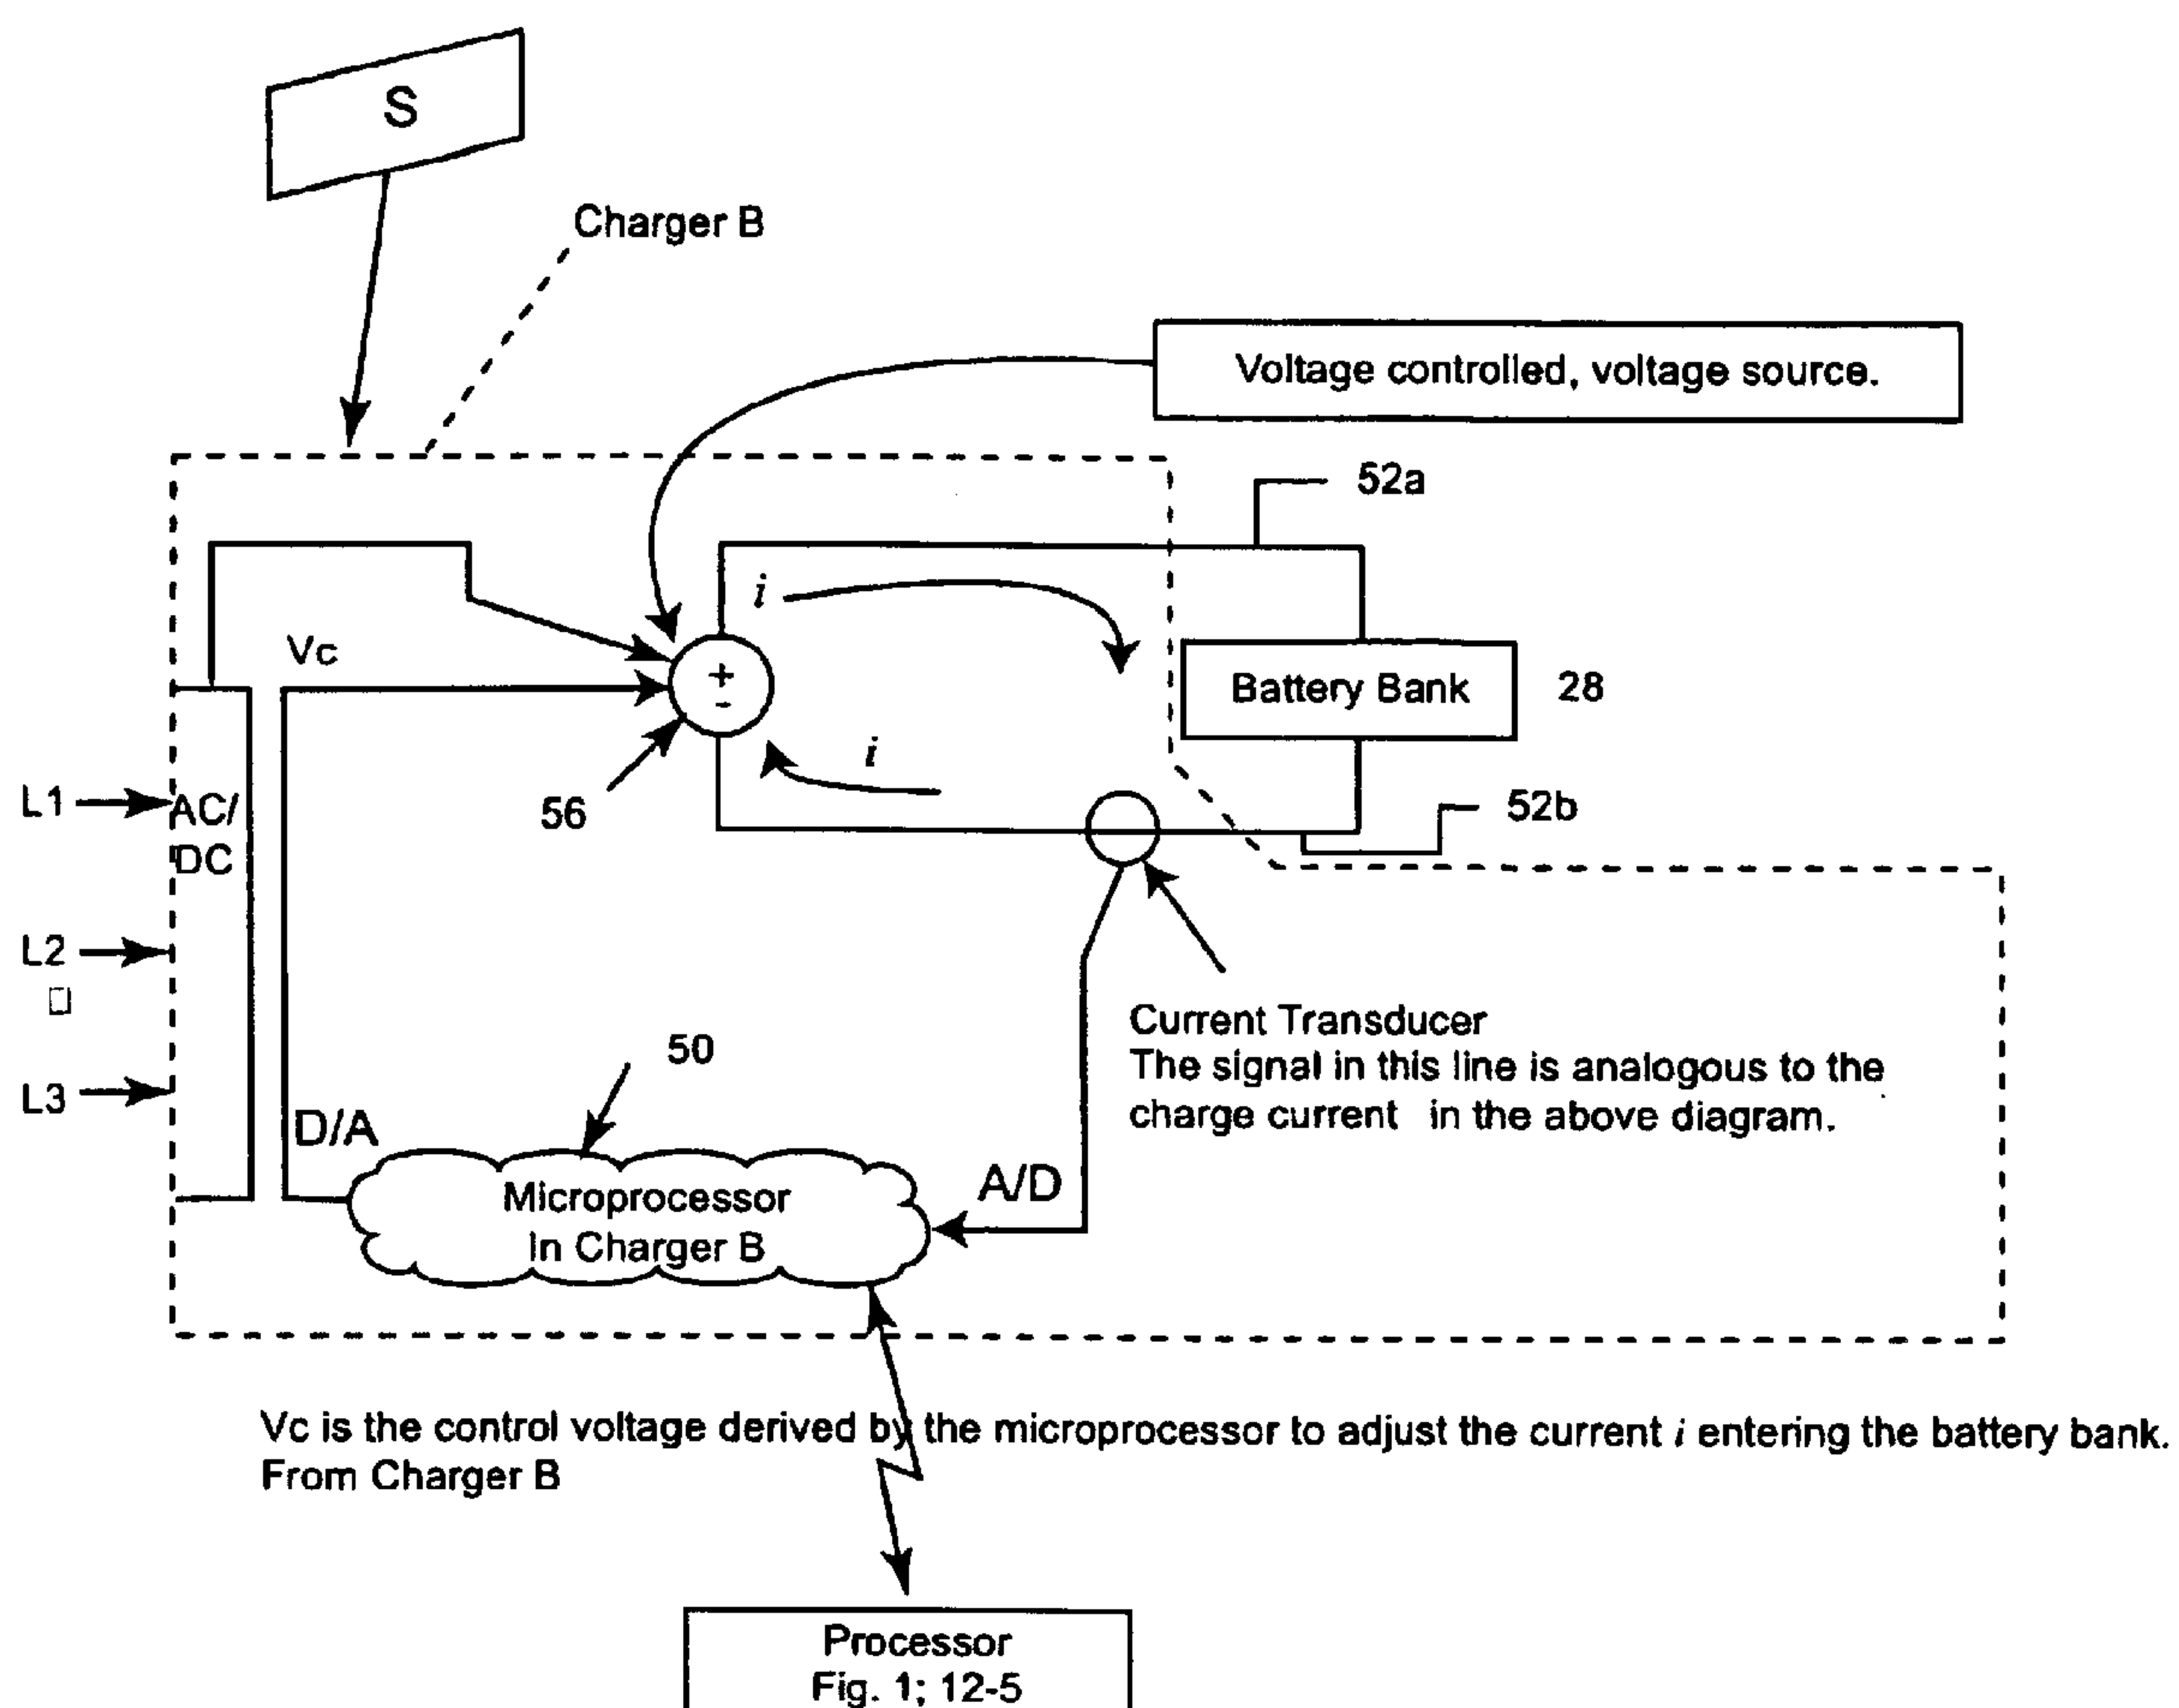 S
Charger B
Voltage controlled, voltage source.
52a
i
Vc
+
-
Battery Bank
28
i
56
L1
AC/
DC
52b
L2
L3
Current Transducer
The signal in this line is analogous to the
charge current in the above diagram.
50
D/A
A/D
Microprocessor
In Charger B
Vc is the control voltage derived by the microprocessor to adjust the current i entering the battery bank.
From Charger B
Processor
Fig. 1; 12-5